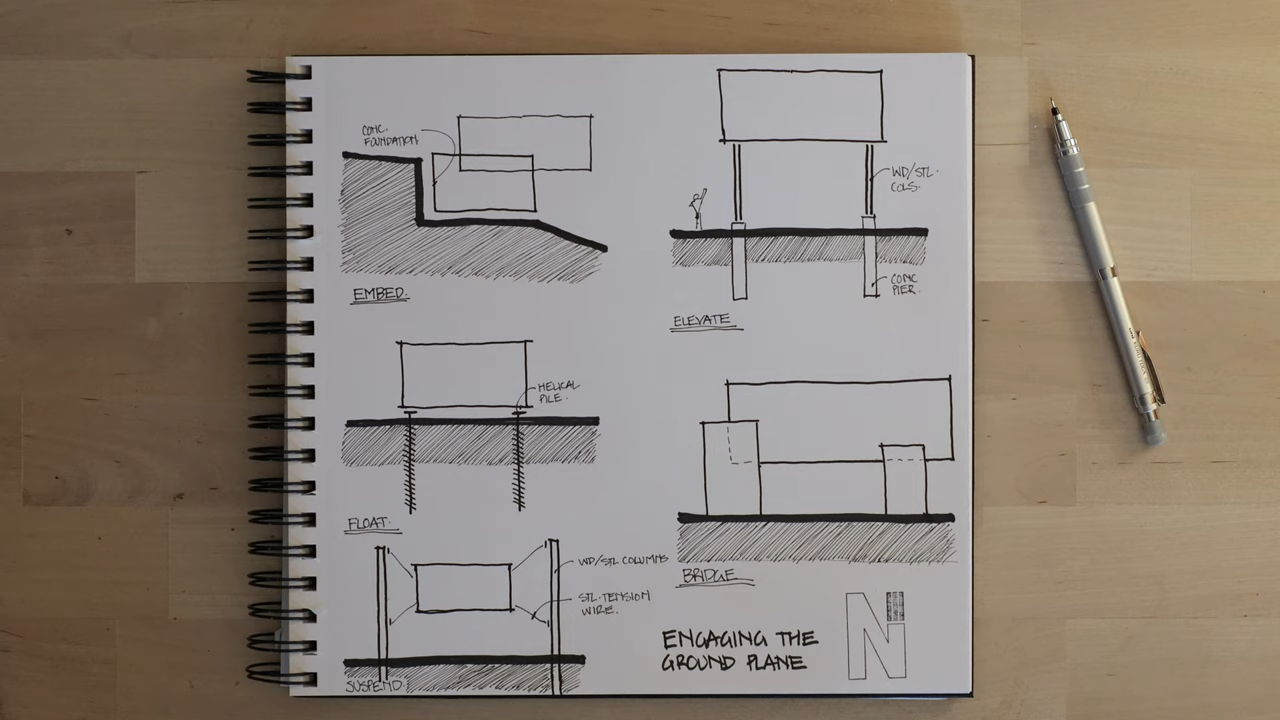 CONC.
FOUNDATION
EMBED.
WD/STL.
COLS.
CONC
PIER.
ELEVATE
HELICAL
PILE.
FLOAT.
BRIDGE
WD/STL COLUMNS
STL. TENSION
WIRE.
SUSPEND.
ENGAGING THE
GROUND PLANE
N